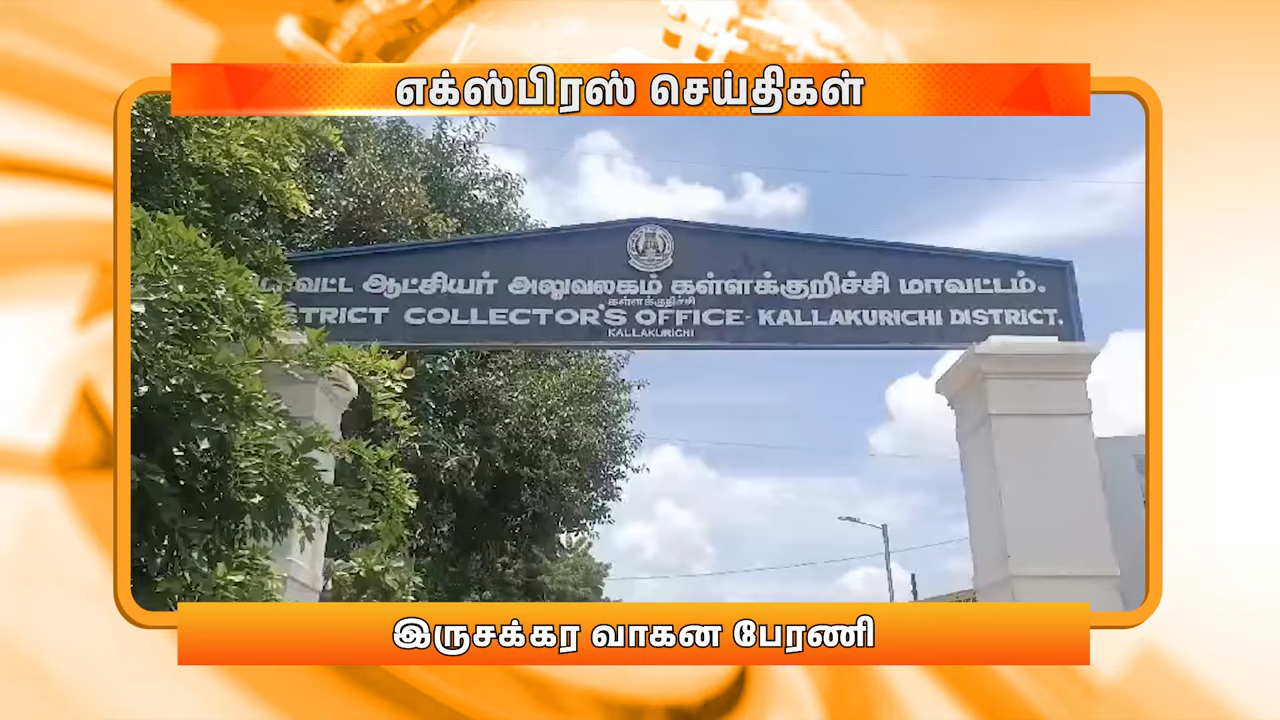 எக்ஸ்பிரஸ் செய்திகள்
ஆட்சியர் அலுவலகம் கள்ளக்குறிச்சி மாவட்டம்.
கள்ளக்குறிச்சி
COLLECTOR'S OFFICE - KALLAKURICHI DISTRICT.
KALLAKURICHI
இருசக்கர வாகன பேரணி